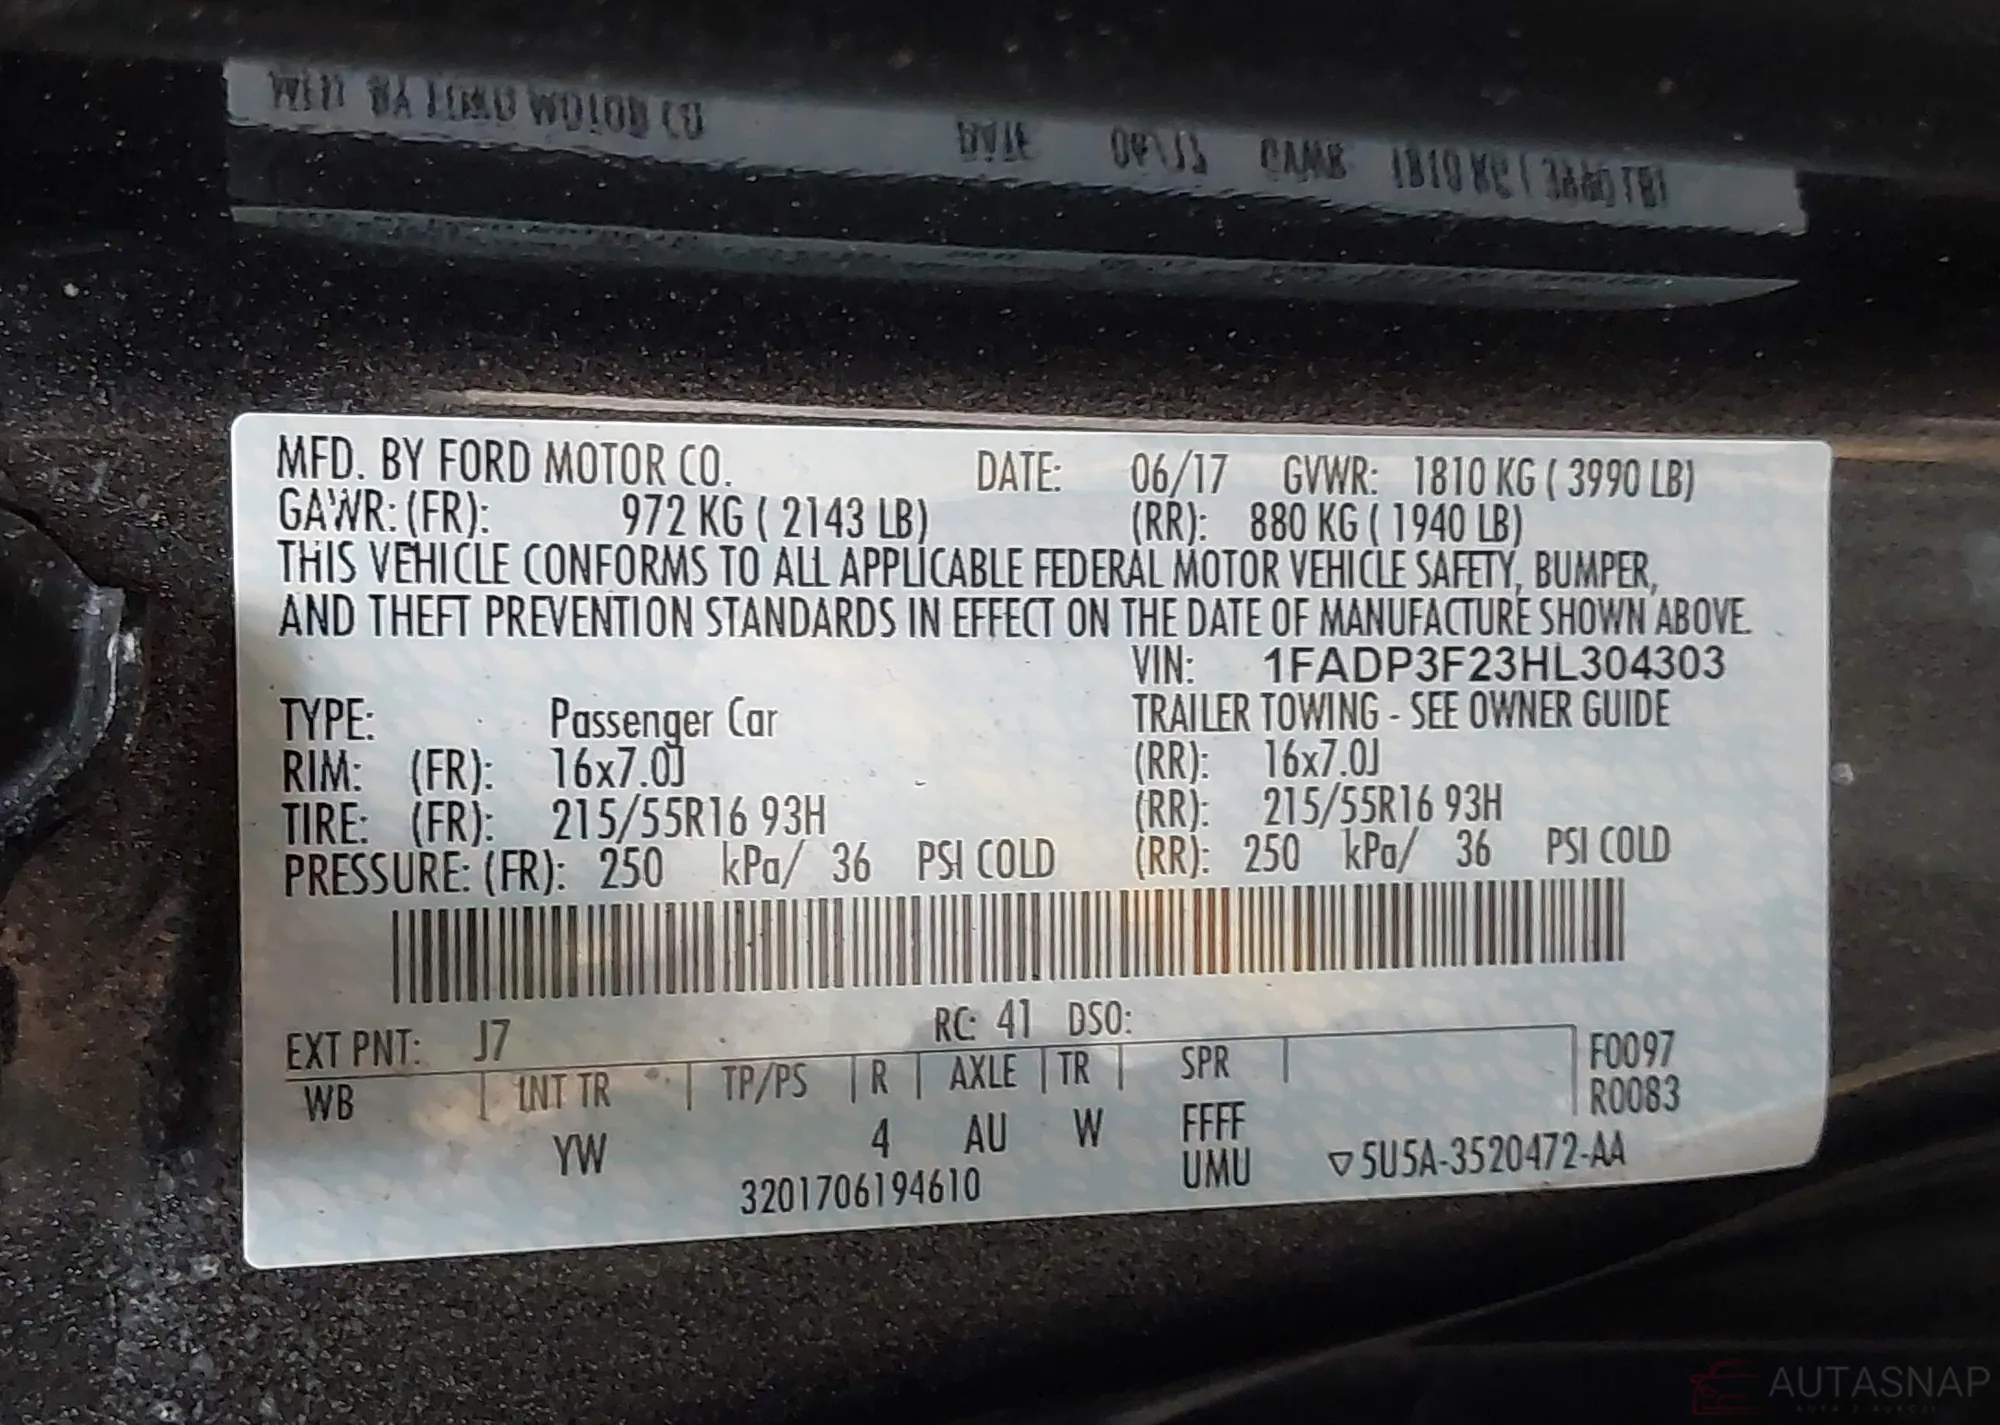 MFD. BY FORD MOTOR CO. DATE: 06/17 GVWR: 1810 KG ( 3990 LB)
GAWR: (FR): 972 KG ( 2143 LB) (RR): 880 KG ( 1940 LB)
THIS VEHICLE CONFORMS TO ALL APPLICABLE FEDERAL MOTOR VEHICLE SAFETY, BUMPER,
AND THEFT PREVENTION STANDARDS IN EFFECT ON THE DATE OF MANUFACTURE SHOWN ABOVE.
VIN: 1FADP3F23HL304303
TYPE: Passenger Car TRAILER TOWING - SEE OWNER GUIDE
RIM: (FR): 16x7.0J (RR): 16x7.0J
TIRE: (FR): 215/55R16 93H (RR): 215/55R16 93H
PRESSURE: (FR): 250 kPa/ 36 PSI COLD (RR): 250 kPa/ 36 PSI COLD
EXT PNT: J7 RC: 41 DSO:
WB INT TR TP/PS R AXLE TR SPR F0097
R0083
YW 4 AU W FFFF
3201706194610 UMU ▽5U5A-3520472-AA
AUTASNAP